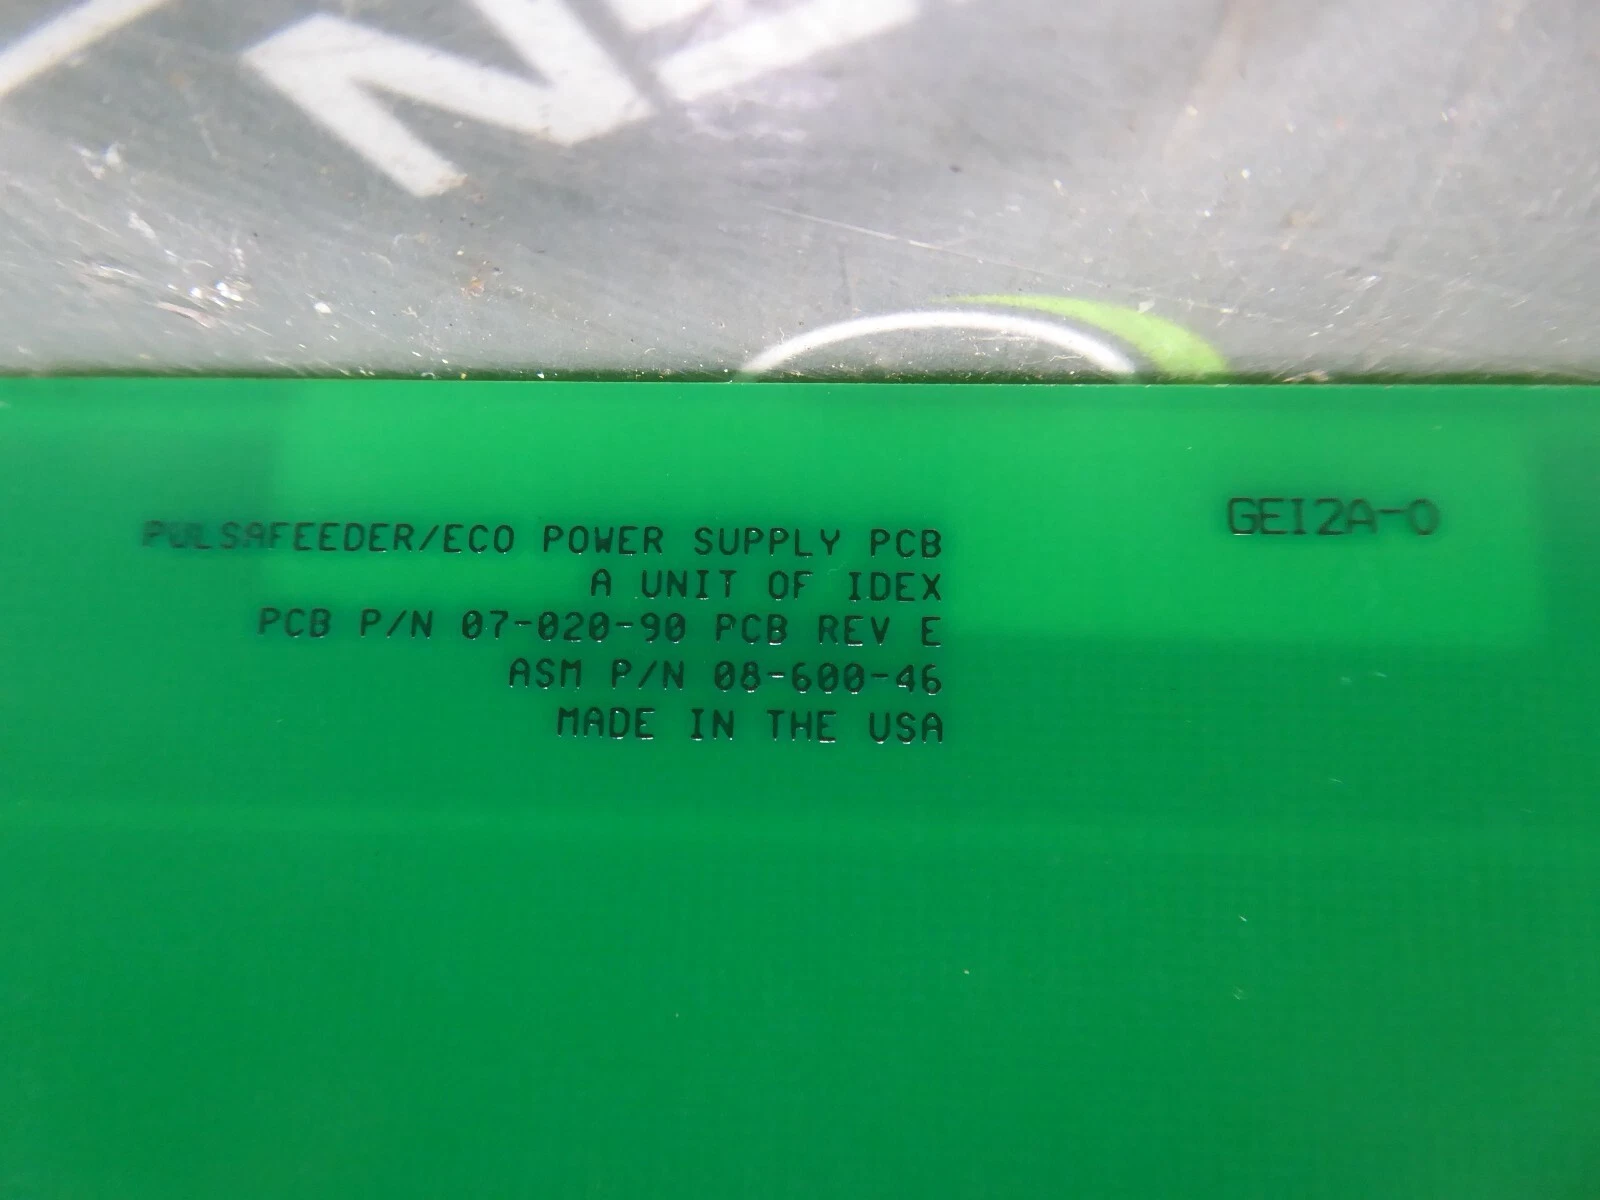 PULSAFEEDER/ECO POWER SUPPLY PCB
A UNIT OF IDEX
PCB P/N 07-020-90 PCB REV E
ASM P/N 08-600-46
MADE IN THE USA
GEI2A-0